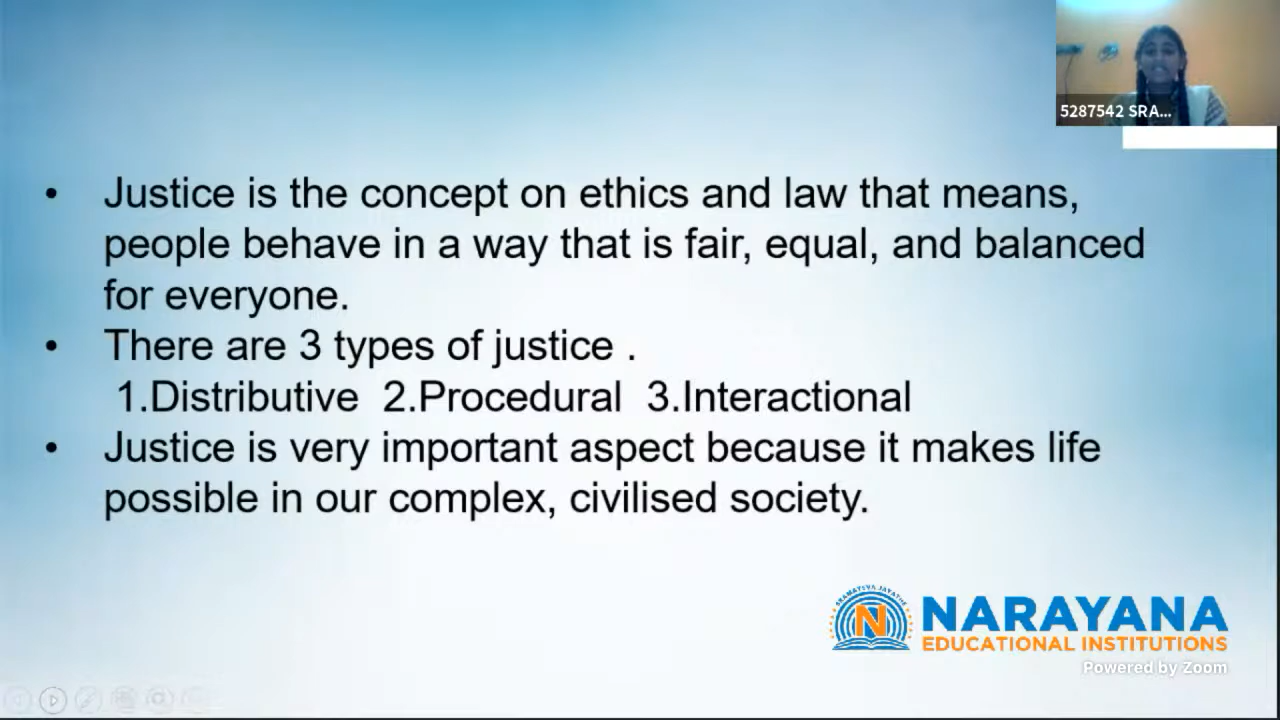 5287542 SRA...
• Justice is the concept on ethics and law that means,
people behave in a way that is fair, equal, and balanced
for everyone.
• There are 3 types of justice .
1.Distributive 2.Procedural 3.Interactional
• Justice is very important aspect because it makes life
possible in our complex, civilised society.
N
NARAYANA
EDUCATIONAL INSTITUTIONS
Powered by Zoom